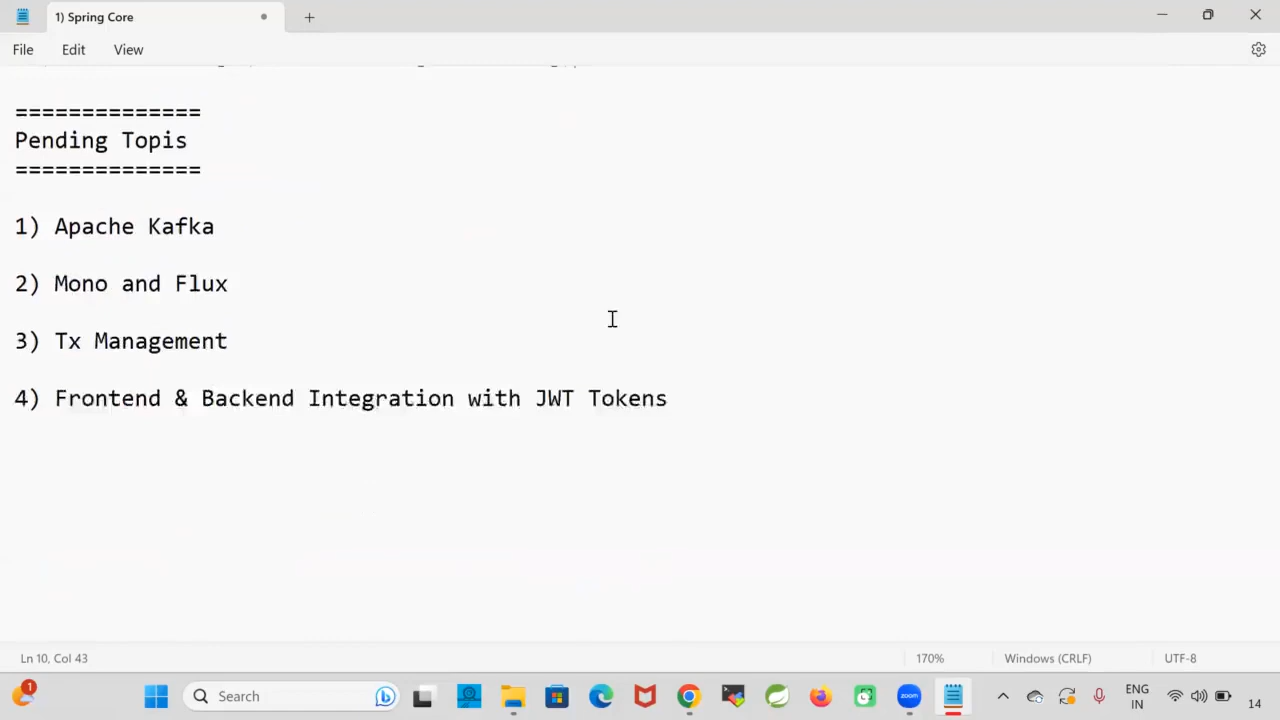 1) Spring Core
File Edit View
==============
Pending Topis
==============
1) Apache Kafka
2) Mono and Flux
3) Tx Management
4) Frontend & Backend Integration with JWT Tokens
Ln 10, Col 43
170%
Windows (CRLF)
UTF-8
1
Search
zoom
ENG
IN
14